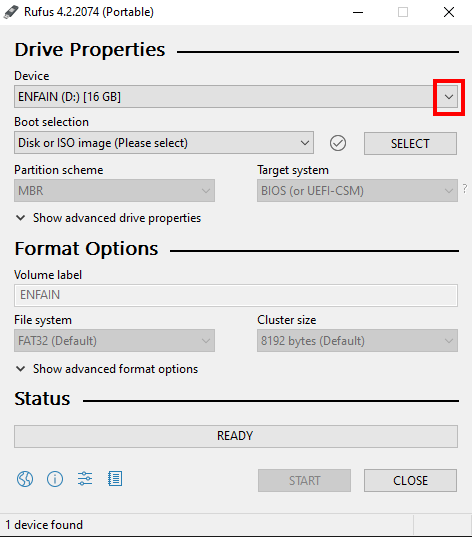 Rufus 4.2.2074 (Portable)
Drive Properties
Device
ENFAIN (D:) [16 GB]
Boot selection
Disk or ISO image (Please select)
SELECT
Partition scheme
Target system
MBR
BIOS (or UEFI-CSM)
?
Show advanced drive properties
Format Options
Volume label
ENFAIN
File system
Cluster size
FAT32 (Default)
8192 bytes (Default)
Show advanced format options
Status
READY
START
CLOSE
1 device found